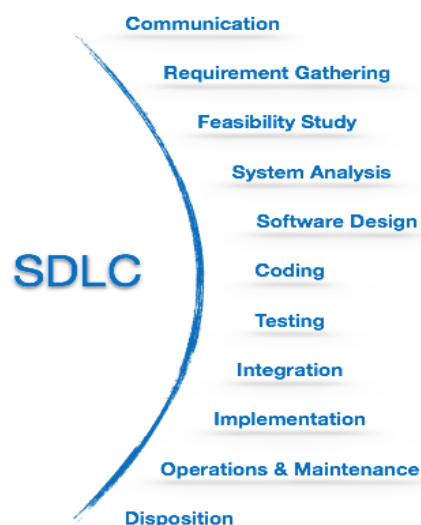 Communication
Requirement Gathering
Feasibility Study
System Analysis
Software Design
SDLC
Coding
Testing
Integration
Implementation
Operations & Maintenance
Disposition